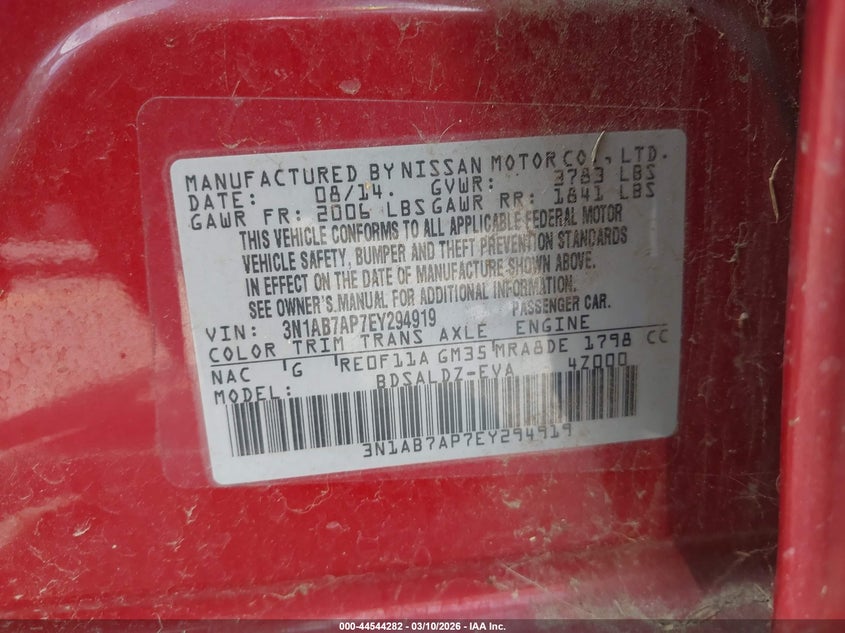 MANUFACTURED BY NISSAN MOTOR CO., LTD.
DATE: 08/14. GVWR: 3783 LBS
GAWR FR: 2006 LBS GAWR RR: 1841 LBS
THIS VEHICLE CONFORMS TO ALL APPLICABLE FEDERAL MOTOR
VEHICLE SAFETY, BUMPER AND THEFT PREVENTION STANDARDS
IN EFFECT ON THE DATE OF MANUFACTURE SHOWN ABOVE.
SEE OWNER'S MANUAL FOR ADDITIONAL INFORMATION.
VIN: 3N1AB7AP7EY294919 PASSENGER CAR.
COLOR TRIM TRANS AXLE ENGINE
NAC G RE0F11A GM35 MRA8DE 1798 CC
MODEL: BDSALDZ-EVA 4Z000
3N1AB7AP7EY294919
000-44544282 | 03/10/2026 | IAA Inc.